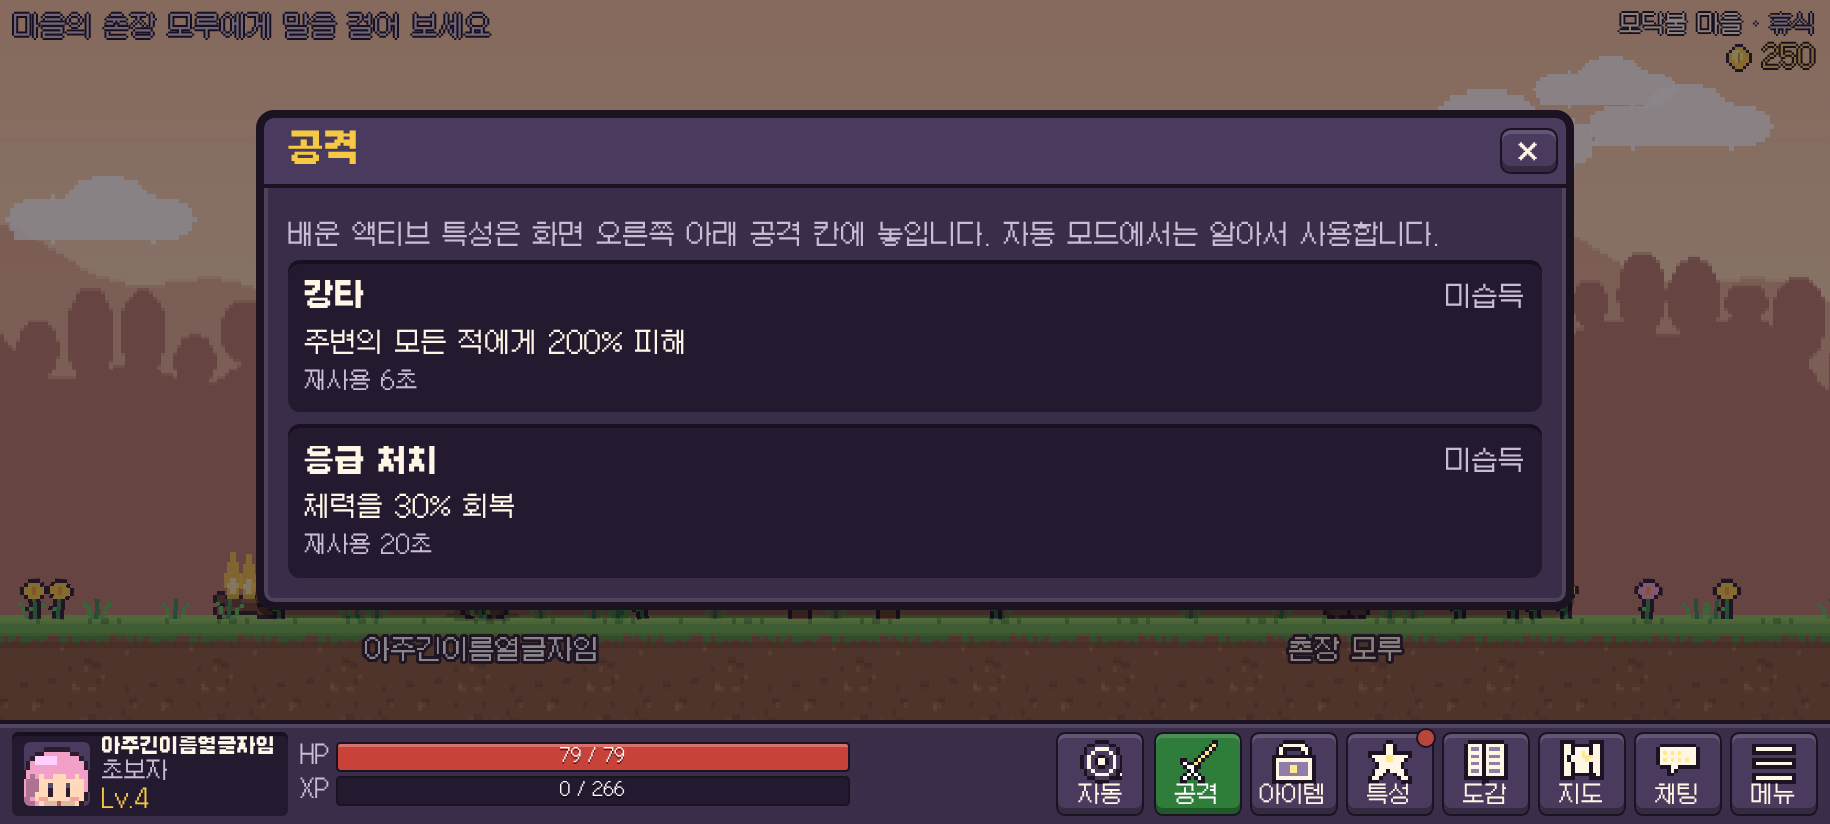 마을의 촌장 모루에게 말을 걸어 보세요
모닥불 마을 · 휴식
250
공격
배운 액티브 특성은 화면 오른쪽 아래 공격 칸에 놓입니다. 자동 모드에서는 알아서 사용합니다.
강타
미습득
주변의 모든 적에게 200% 피해
재사용 6초
응급 처치
미습득
체력을 30% 회복
재사용 20초
아주긴이름열글자임
촌장 모루
아주긴이름열글자임
초보자
Lv.4
HP 79 / 79
XP 0 / 266
자동 공격 아이템 특성 도감 지도 채팅 메뉴